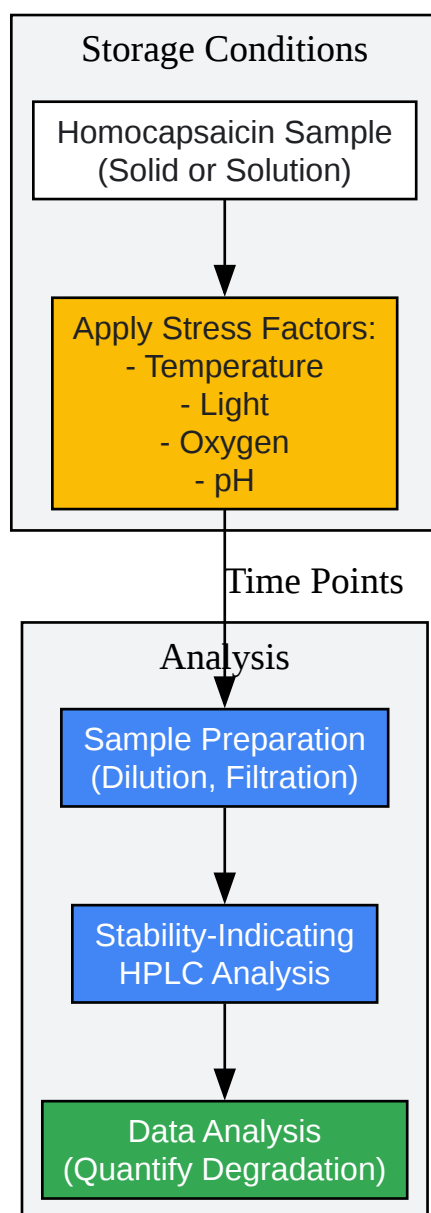 Storage Conditions
Homocapsaicin Sample
(Solid or Solution)
Apply Stress Factors:
- Temperature
- Light
- Oxygen
- pH
Time Points
Analysis
Sample Preparation
(Dilution, Filtration)
Stability-Indicating
HPLC Analysis
Data Analysis
(Quantify Degradation)